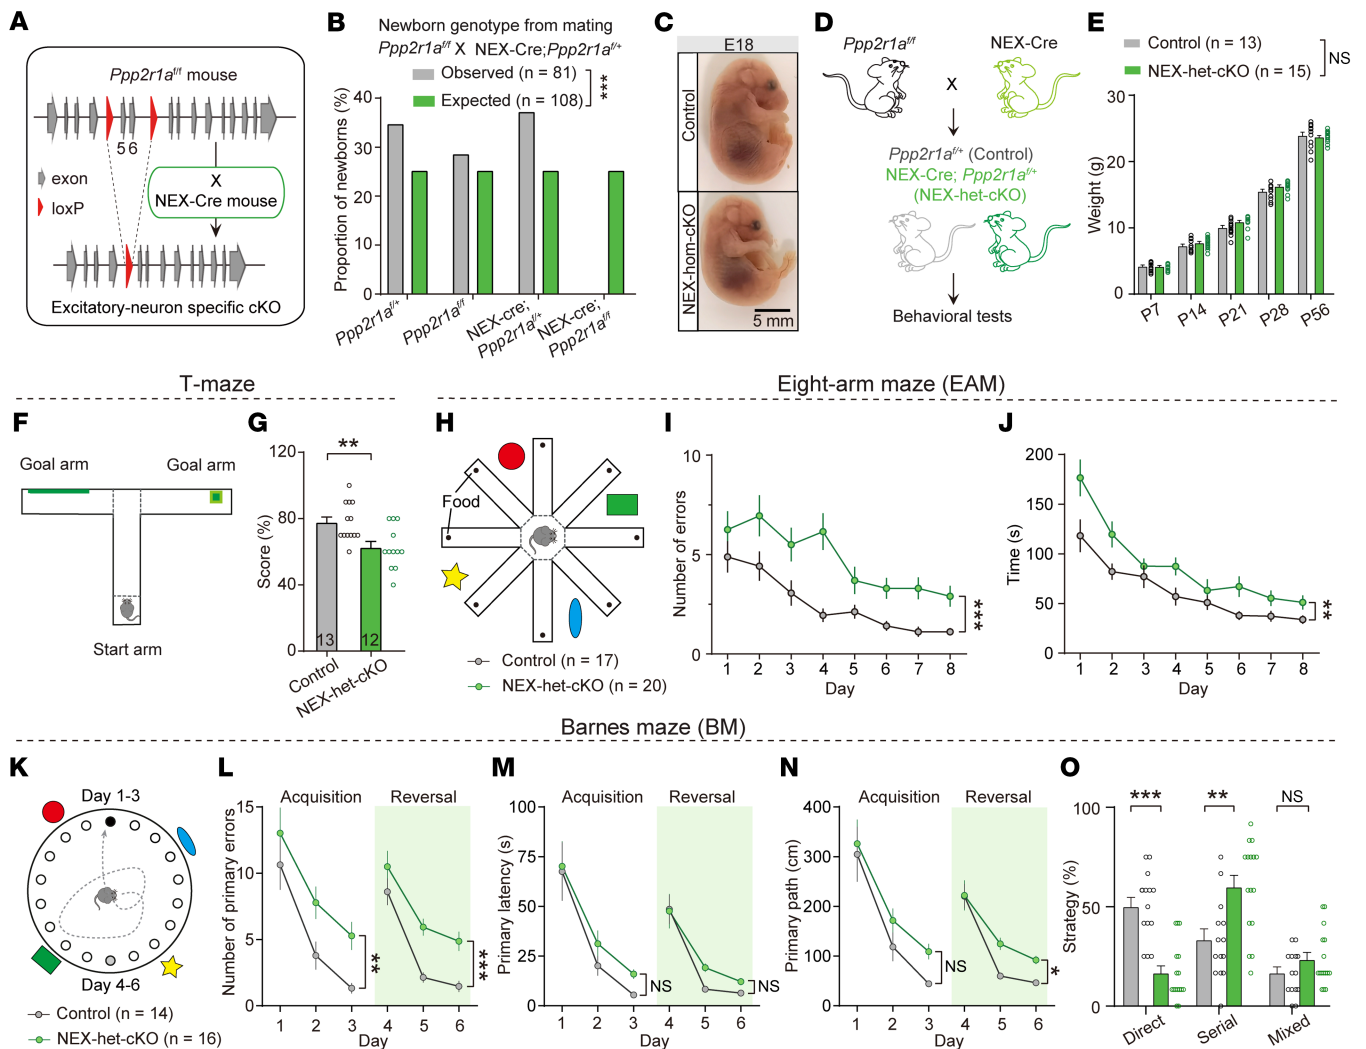 A
Ppp2r1a^f/f mouse
5 6
exon
loxP
X
NEX-Cre mouse
Excitatory-neuron specific cKO
B
Newborn genotype from mating
Ppp2r1a^f/f X NEX-Cre;Ppp2r1a^f/+
Observed (n = 81)
Expected (n = 108)
***
Proportion of newborns (%)
40
30
20
10
0
Ppp2r1a^f/+
Ppp2r1a^f/f
NEX-cre;
Ppp2r1a^f/+
NEX-cre;
Ppp2r1a^f/f
C
E18
Control
NEX-hom-cKO
5 mm
D
Ppp2r1a^f/f
NEX-Cre
X
Ppp2r1a^f/+ (Control)
NEX-Cre; Ppp2r1a^f/+
(NEX-het-cKO)
Behavioral tests
E
Control (n = 13)
NEX-het-cKO (n = 15)
NS
Weight (g)
30
20
10
0
P7
P14
P21
P28
P56
T-maze
Eight-arm maze (EAM)
F
Goal arm
Goal arm
Start arm
G
**
Score (%)
120
80
40
0
13
12
Control
NEX-het-cKO
H
Food
Control (n = 17)
NEX-het-cKO (n = 20)
I
Number of errors
10
5
0
1 2 3 4 5 6 7 8
Day
***
J
Time (s)
200
150
100
50
0
1 2 3 4 5 6 7 8
Day
**
Barnes maze (BM)
K
Day 1-3
Day 4-6
Control (n = 14)
NEX-het-cKO (n = 16)
L
Acquisition
Reversal
Number of primary errors
15
10
5
0
1 2 3 4 5 6
Day
**
***
M
Acquisition
Reversal
Primary latency (s)
100
75
50
25
0
1 2 3 4 5 6
Day
NS
NS
N
Acquisition
Reversal
Primary path (cm)
400
300
200
100
0
1 2 3 4 5 6
Day
NS
*
O
***
**
NS
Strategy (%)
100
50
0
Direct
Serial
Mixed